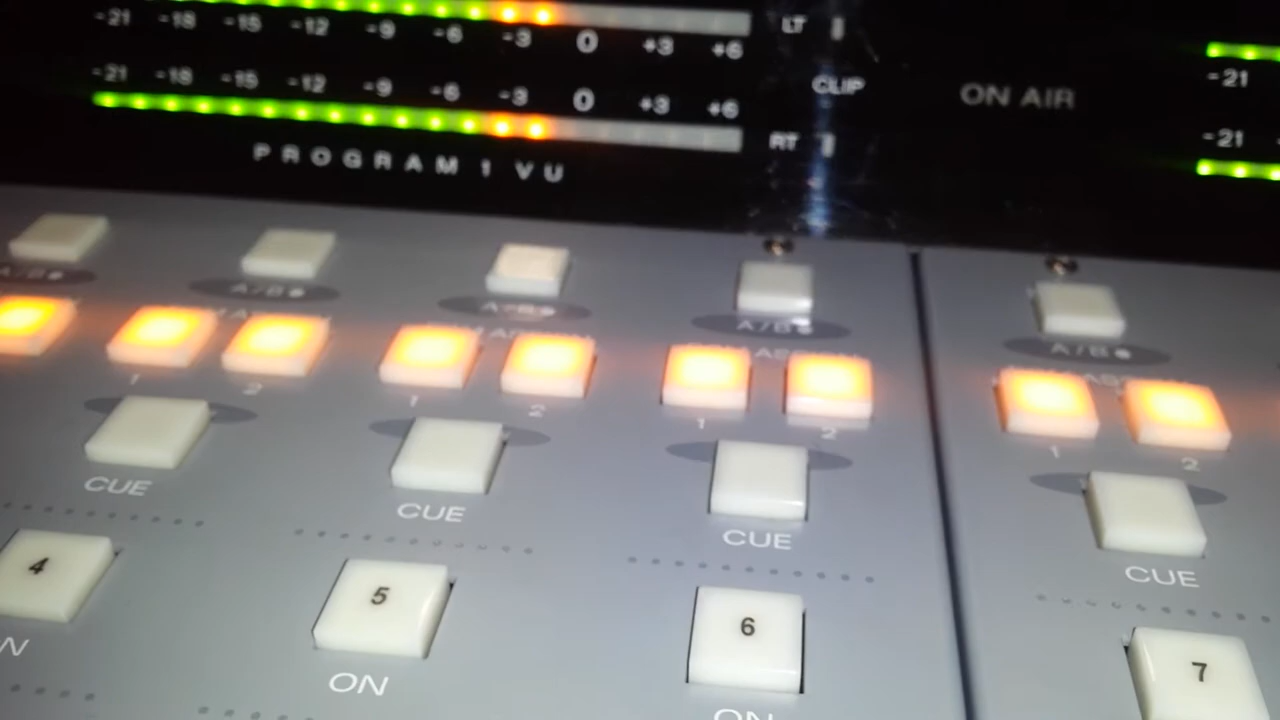 -21 -18 -15 -12 -9 -6 -3 0 +3 +6 LT
CLIP
-21 -18 -15 -12 -9 -6 -3 0 +3 +6 RT
PROGRAM 1 VU
ON AIR
-21
-21
A/B A/B A/B A/B A/B
1 2 1 2 1 2 1 2
CUE CUE CUE CUE
4 5 6 7
ON ON